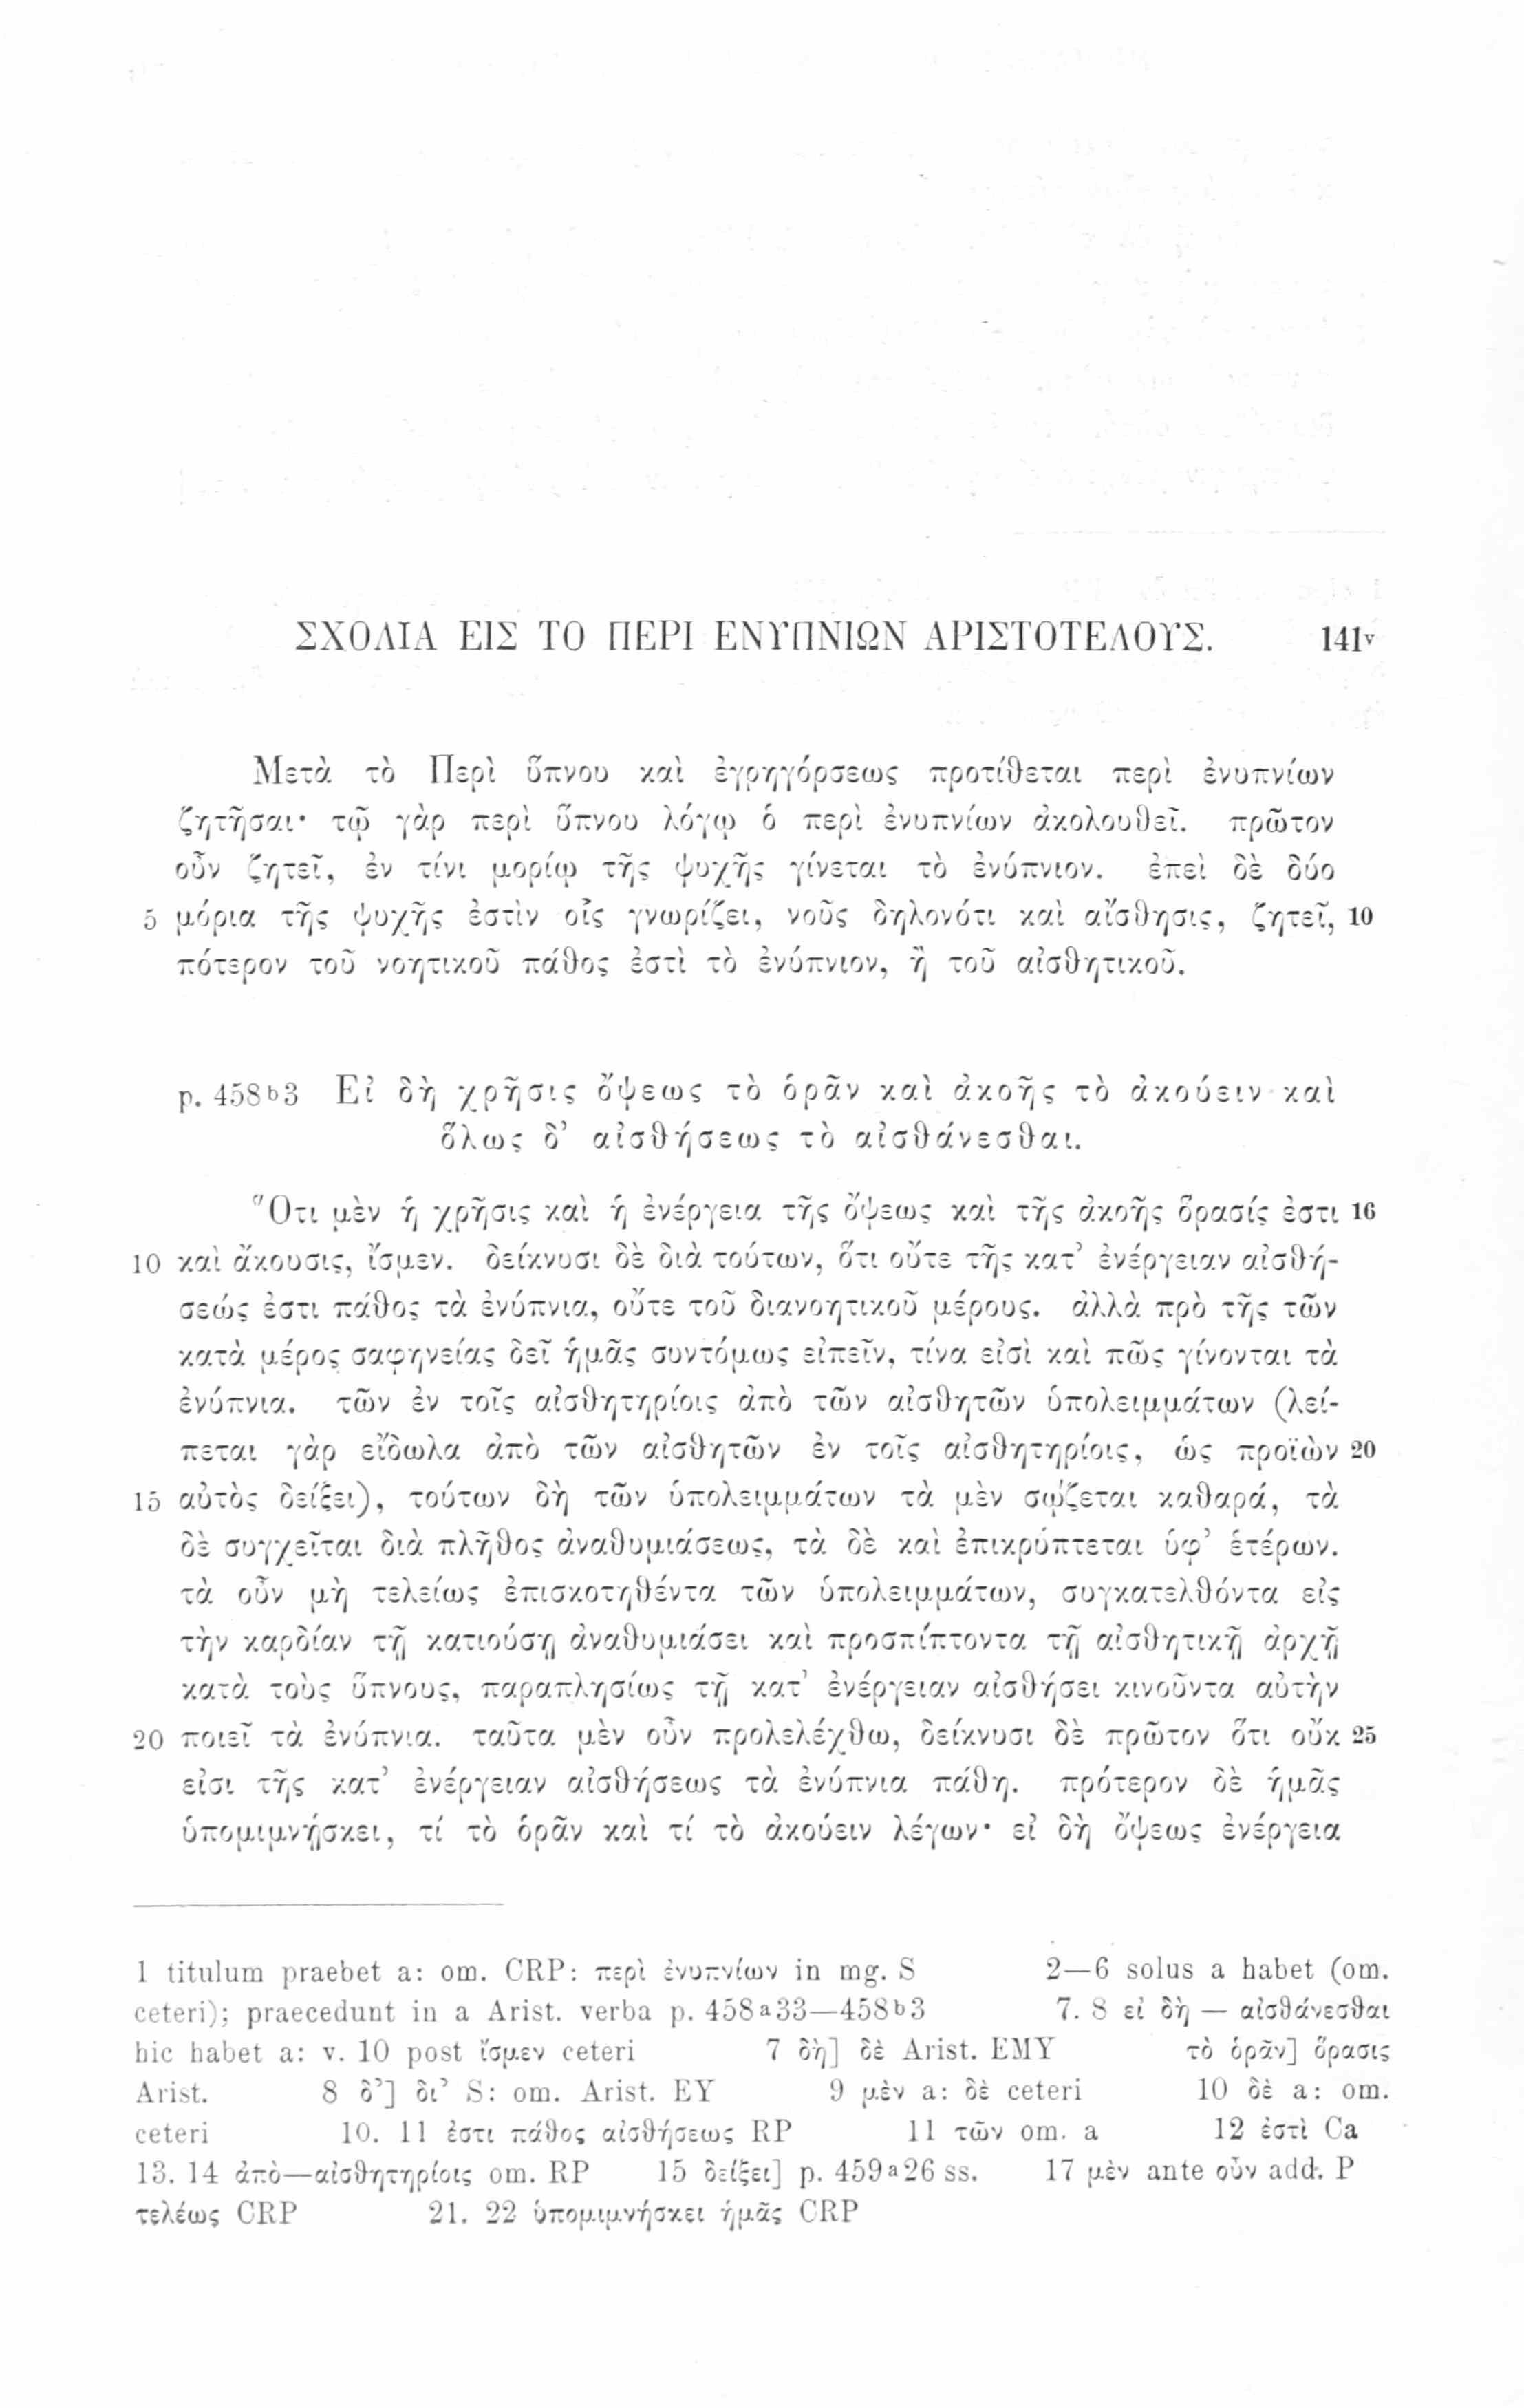 ΣΧΟΛΙΑ ΕΙΣ ΤΟ ΠΕΡΙ ΕΝΥΠΝΙΩΝ ΑΡΙΣΤΟΤΕΛΟΥΣ. 141v
Μετὰ τὸ Περὶ ὕπνου καὶ ἐγρηγόρσεως προτίθεται περὶ ἐνυπνίων
ζητῆσαι· τῷ γὰρ περὶ ὕπνου λόγῳ ὁ περὶ ἐνυπνίων ἀκολουθεῖ. πρῶτον
οὖν ζητεῖ, ἐν τίνι μορίῳ τῆς ψυχῆς γίνεται τὸ ἐνύπνιον. ἐπεὶ δὲ δύο
5 μόρια τῆς ψυχῆς ἐστὶν οἷς γνωρίζει, νοῦς δηλονότι καὶ αἴσθησις, ζητεῖ, 10
πότερον τοῦ νοητικοῦ πάθος ἐστὶ τὸ ἐνύπνιον, ἢ τοῦ αἰσθητικοῦ.
p. 458b3 Εἰ δὴ χρῆσις ὄψεως τὸ ὁρᾶν καὶ ἀκοῆς τὸ ἀκούειν καὶ
ὅλως δ’ αἰσθήσεως τὸ αἰσθάνεσθαι.
Ὅτι μὲν ἡ χρῆσις καὶ ἡ ἐνέργεια τῆς ὄψεως καὶ τῆς ἀκοῆς ὅρασίς ἐστι 16
10 καὶ ἄκουσις, ἴσμεν. δείκνυσι δὲ διὰ τούτων, ὅτι οὔτε τῆς κατ’ ἐνέργειαν αἰσθή-
σεώς ἐστι πάθος τὰ ἐνύπνια, οὔτε τοῦ διανοητικοῦ μέρους. ἀλλὰ πρὸ τῆς τῶν
κατὰ μέρος σαφηνείας δεῖ ἡμᾶς συντόμως εἰπεῖν, τίνα εἰσὶ καὶ πῶς γίνονται τὰ
ἐνύπνια. τῶν ἐν τοῖς αἰσθητηρίοις ἀπὸ τῶν αἰσθητῶν ὑπολειμμάτων (λεί-
πεται γὰρ εἴδωλα ἀπὸ τῶν αἰσθητῶν ἐν τοῖς αἰσθητηρίοις, ὡς προϊὼν 20
15 αὐτὸς δείξει), τούτων δὴ τῶν ὑπολειμμάτων τὰ μὲν σῴζεται καθαρά, τὰ
δὲ συγχεῖται διὰ πλῆθος ἀναθυμιάσεως, τὰ δὲ καὶ ἐπικρύπτεται ὑφ’ ἑτέρων.
τὰ οὖν μὴ τελείως ἐπισκοτηθέντα τῶν ὑπολειμμάτων, συγκατελθόντα εἰς
τὴν καρδίαν τῇ κατιούσῃ ἀναθυμιάσει καὶ προσπίπτοντα τῇ αἰσθητικῇ ἀρχῇ
κατὰ τοὺς ὕπνους, παραπλησίως τῇ κατ’ ἐνέργειαν αἰσθήσει κινοῦντα αὐτὴν
20 ποιεῖ τὰ ἐνύπνια. ταῦτα μὲν οὖν προλελέχθω, δείκνυσι δὲ πρῶτον ὅτι οὔκ 25
εἰσι τῆς κατ’ ἐνέργειαν αἰσθήσεως τὰ ἐνύπνια πάθη. πρότερον δὲ ἡμᾶς
ὑπομιμνήσκει, τί τὸ ὁρᾶν καὶ τί τὸ ἀκούειν λέγων· εἰ δὴ ὄψεως ἐνέργεια
1 titulum praebet a: om. CRP: περὶ ἐνυπνίων in mg. S 2—6 solus a habet (om.
ceteri); praecedunt in a Arist. verba p. 458a33—458b3 7. 8 εἰ δὴ — αἰσθάνεσθαι
hic habet a: v. 10 post ἴσμεν ceteri 7 δὴ] δὲ Arist. EMY τὸ ὁρᾶν] ὅρασις
Arist. 8 δ’] δι’ S: om. Arist. EY 9 μὲν a: δὲ ceteri 10 δὲ a: om.
ceteri 10. 11 ἐστι πάθος αἰσθήσεως RP 11 τῶν om. a 12 ἐστὶ Ca
13. 14 ἀπὸ—αἰσθητηρίοις om. RP 15 δείξει] p. 459a26 ss. 17 μὲν ante οὖν add. P
τελέως CRP 21. 22 ὑπομιμνήσκει ἡμᾶς CRP